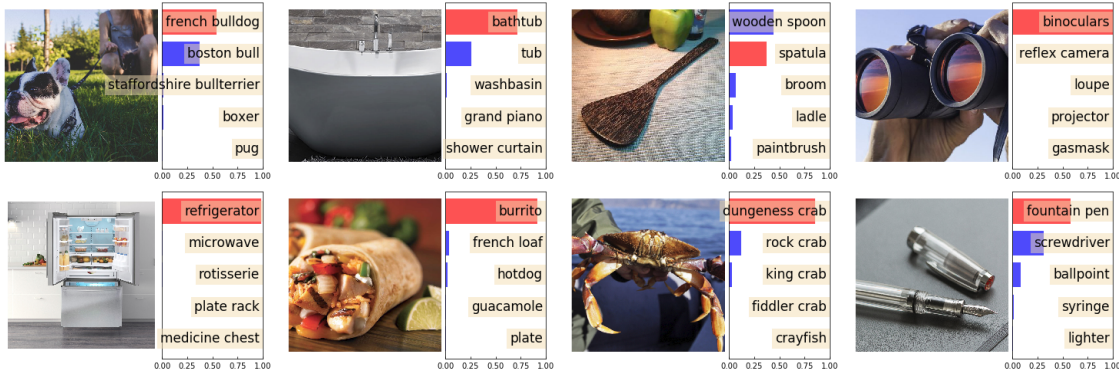 french bulldog
boston bull
staffordshire bullterrier
boxer
pug
0.00 0.25 0.50 0.75 1.00
bathtub
tub
washbasin
grand piano
shower curtain
0.00 0.25 0.50 0.75 1.00
wooden spoon
spatula
broom
ladle
paintbrush
0.00 0.25 0.50 0.75 1.00
binoculars
reflex camera
loupe
projector
gasmask
0.00 0.25 0.50 0.75 1.00
refrigerator
microwave
rotisserie
plate rack
medicine chest
0.00 0.25 0.50 0.75 1.00
burrito
french loaf
hotdog
guacamole
plate
0.00 0.25 0.50 0.75 1.00
dungeness crab
rock crab
king crab
fiddler crab
crayfish
0.00 0.25 0.50 0.75 1.00
fountain pen
screwdriver
ballpoint
syringe
lighter
0.00 0.25 0.50 0.75 1.00